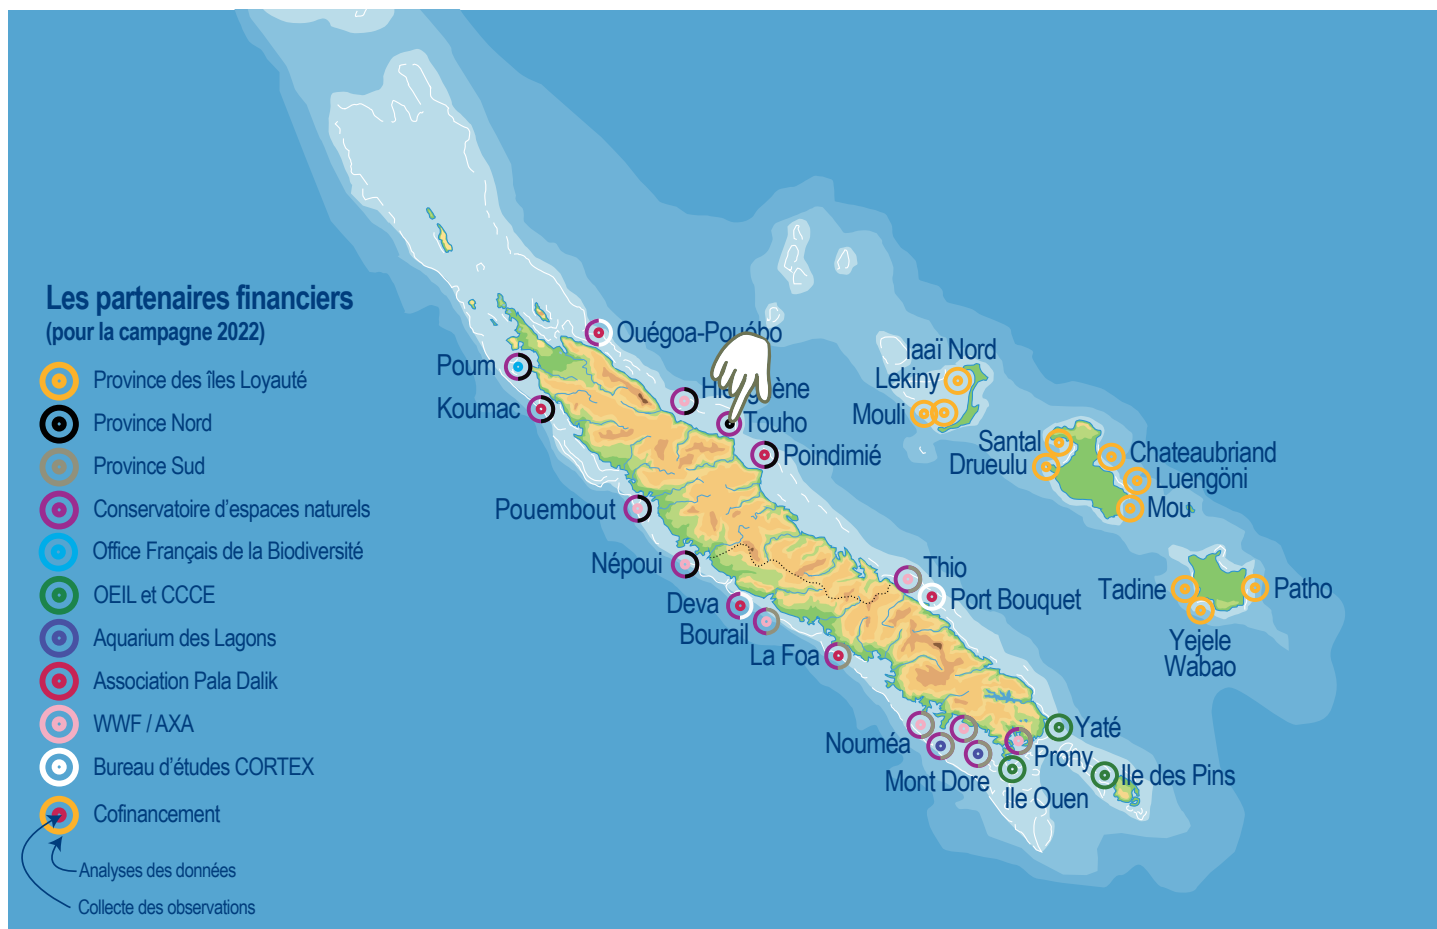 Les partenaires financiers
(pour la campagne 2022)
Province des îles Loyauté
Province Nord
Province Sud
Conservatoire d'espaces naturels
Office Français de la Biodiversité
OEIL et CCCE
Aquarium des Lagons
Association Pala Dalik
WWF / AXA
Bureau d'études CORTEX
Cofinancement
Analyses des données
Collecte des observations
Ouégoa-Pouébo
Poum
Koumac
Touho
Poindimié
Pouembout
Népoui
Deva
Bourail
La Foa
Thio
Port Bouquet
Nouméa
Mont Dore
Prony
Yaté
Ile Ouen
Ile des Pins
Iaaï Nord
Lekiny
Mouli
Santal
Drueulu
Chateaubriand
Luengöni
Mou
Tadine
Patho
Yejele
Wabao